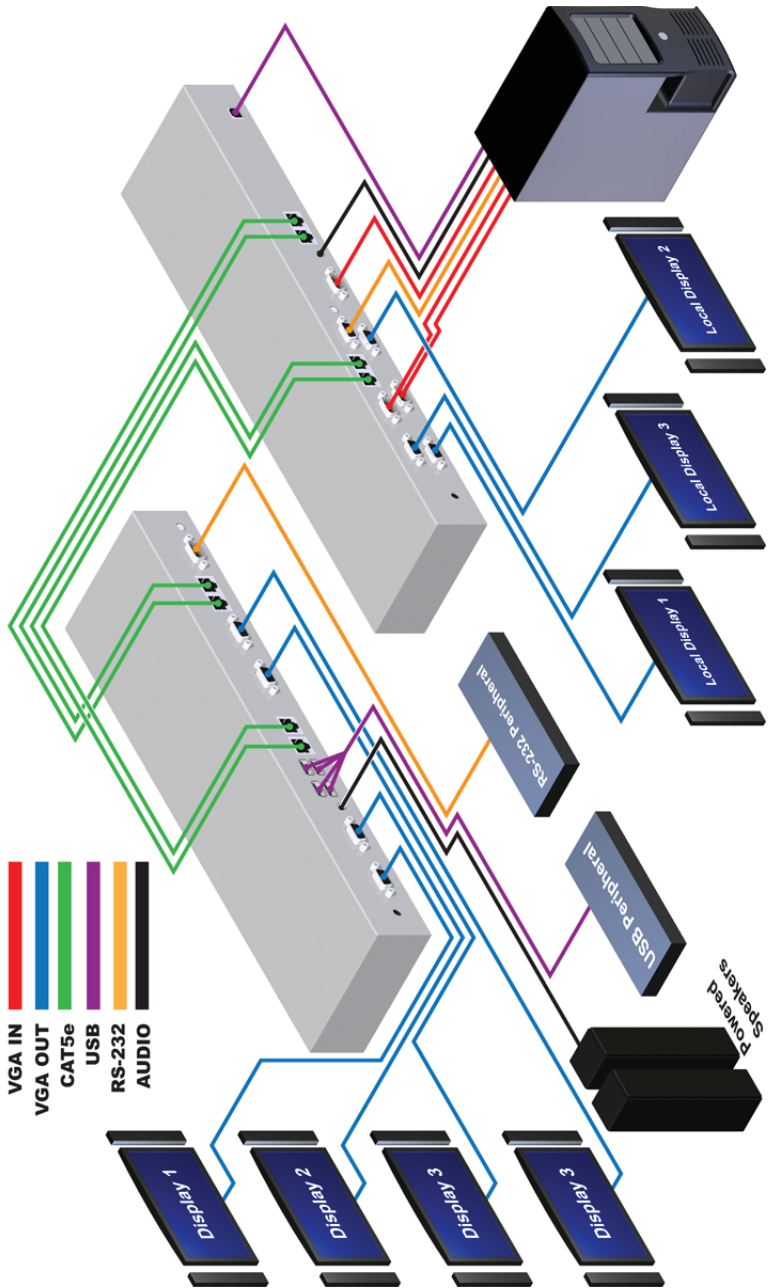 VGA IN
VGA OUT
CAT5e
USB
RS-232
AUDIO
Local Display 2
Local Display 3
Local Display 1
RS-232 Peripheral
USB Peripheral
Powered
Speakers
Display 1
Display 2
Display 3
Display 3